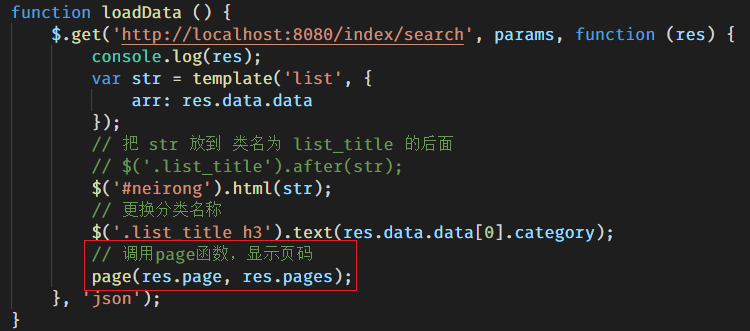 function loadData () {
    $.get('http://localhost:8080/index/search', params, function (res) {
        console.log(res);
        var str = template('list', {
            arr: res.data.data
        });
        // 把 str 放到 类名为 list_title 的后面
        // $('.list_title').after(str);
        $('#neirong').html(str);
        // 更换分类名称
        $('.list_title h3').text(res.data.data[0].category);
        // 调用page函数，显示页码
        page(res.page, res.pages);
    }, 'json');
}